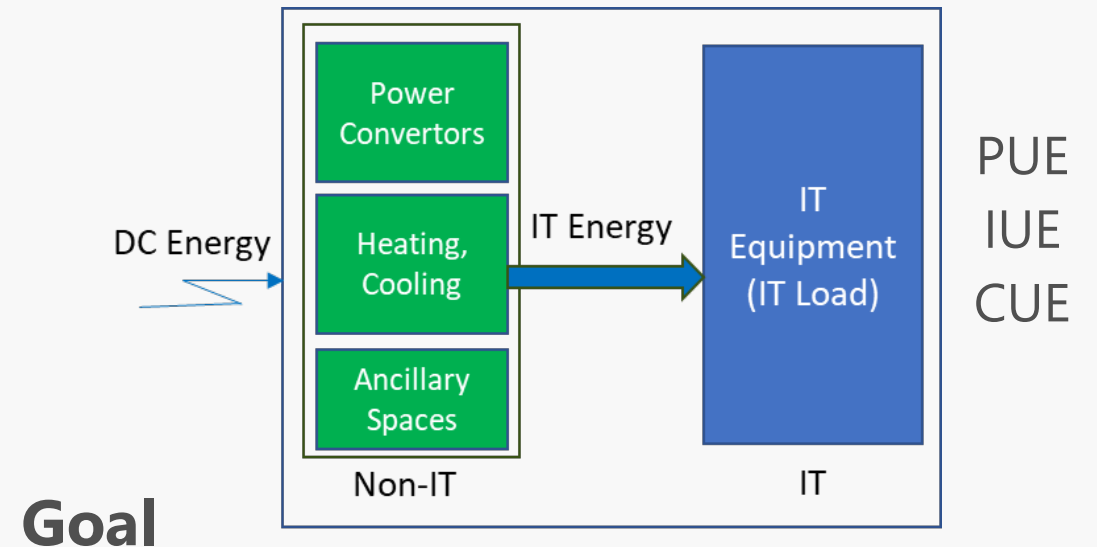 Power
Convertors
DC Energy
Heating,
Cooling
IT Energy
Ancillary
Spaces
Non-IT
IT
Equipment
(IT Load)
IT
PUE
IUE
CUE
Goal